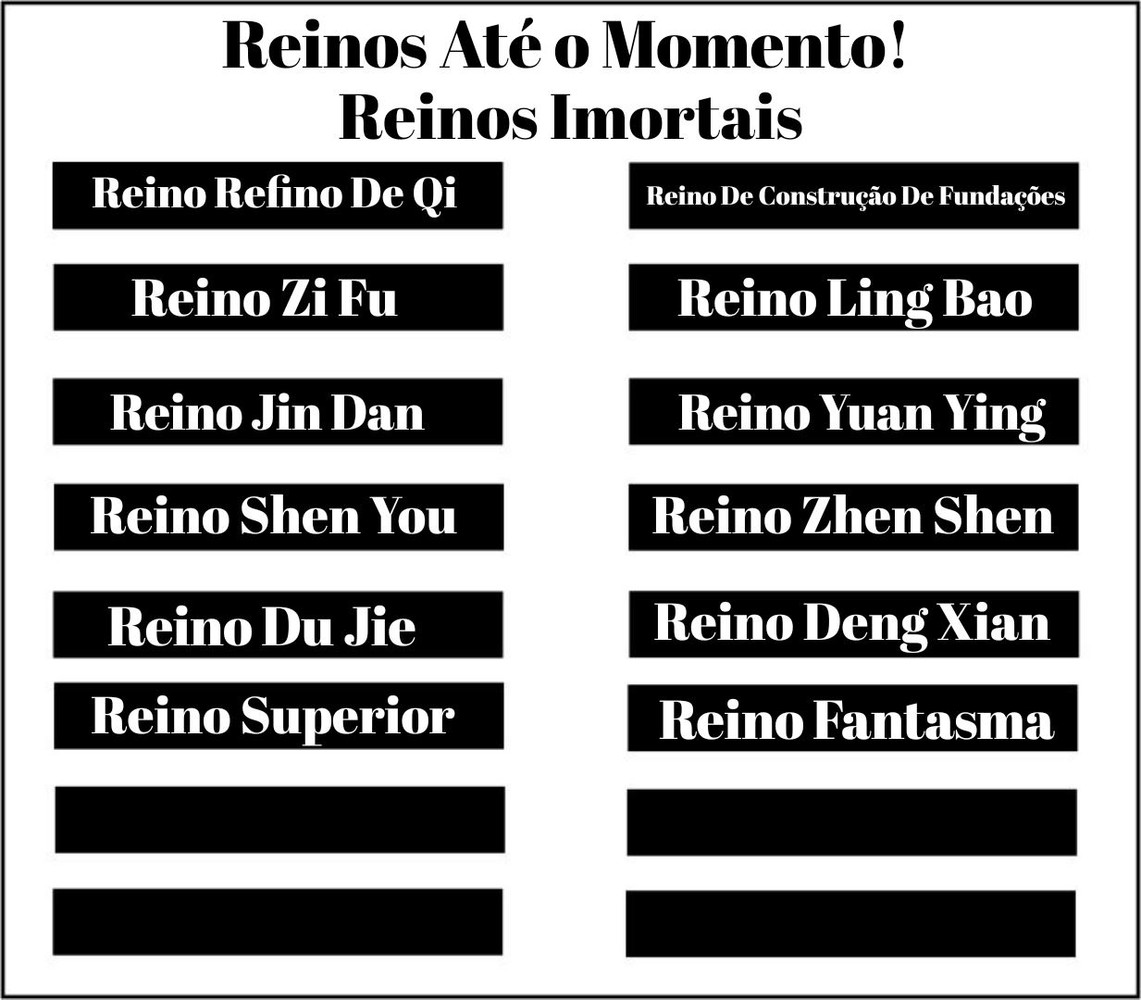 Reinos Até o Momento!
Reinos Imortais
Reino Refino De Qi
Reino De Construção De Fundações
Reino Zi Fu
Reino Ling Bao
Reino Jin Dan
Reino Yuan Ying
Reino Shen You
Reino Zhen Shen
Reino Du Jie
Reino Deng Xian
Reino Superior
Reino Fantasma